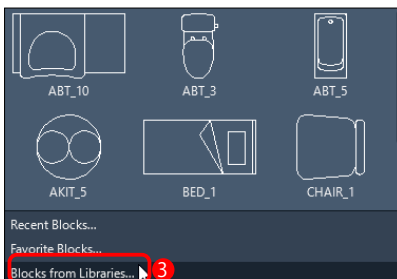 ABT_10 ABT_3 ABT_5
AKIT_5 BED_1 CHAIR_1
Recent Blocks...
Favorite Blocks...
Blocks from Libraries... 3